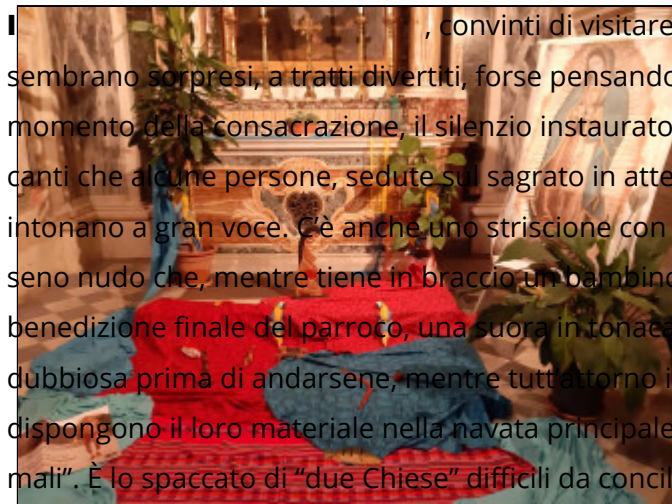 I , convinti di visitare
sembrano sorpresi, a tratti divertiti, forse pensando
momento della consacrazione, il silenzio instaurato
canti che alcune persone, sedute sul sagrato in atte
intonano a gran voce. C'è anche uno striscione con
seno nudo che, mentre tiene in braccio un bambino
benedizione finale del parroco, una suora in tonaca
dubbiosa prima di andarsene, mentre tutt'attorno i
dispongono il loro materiale nella navata principale
mali”. È lo spaccato di “due Chiese” difficili da concil